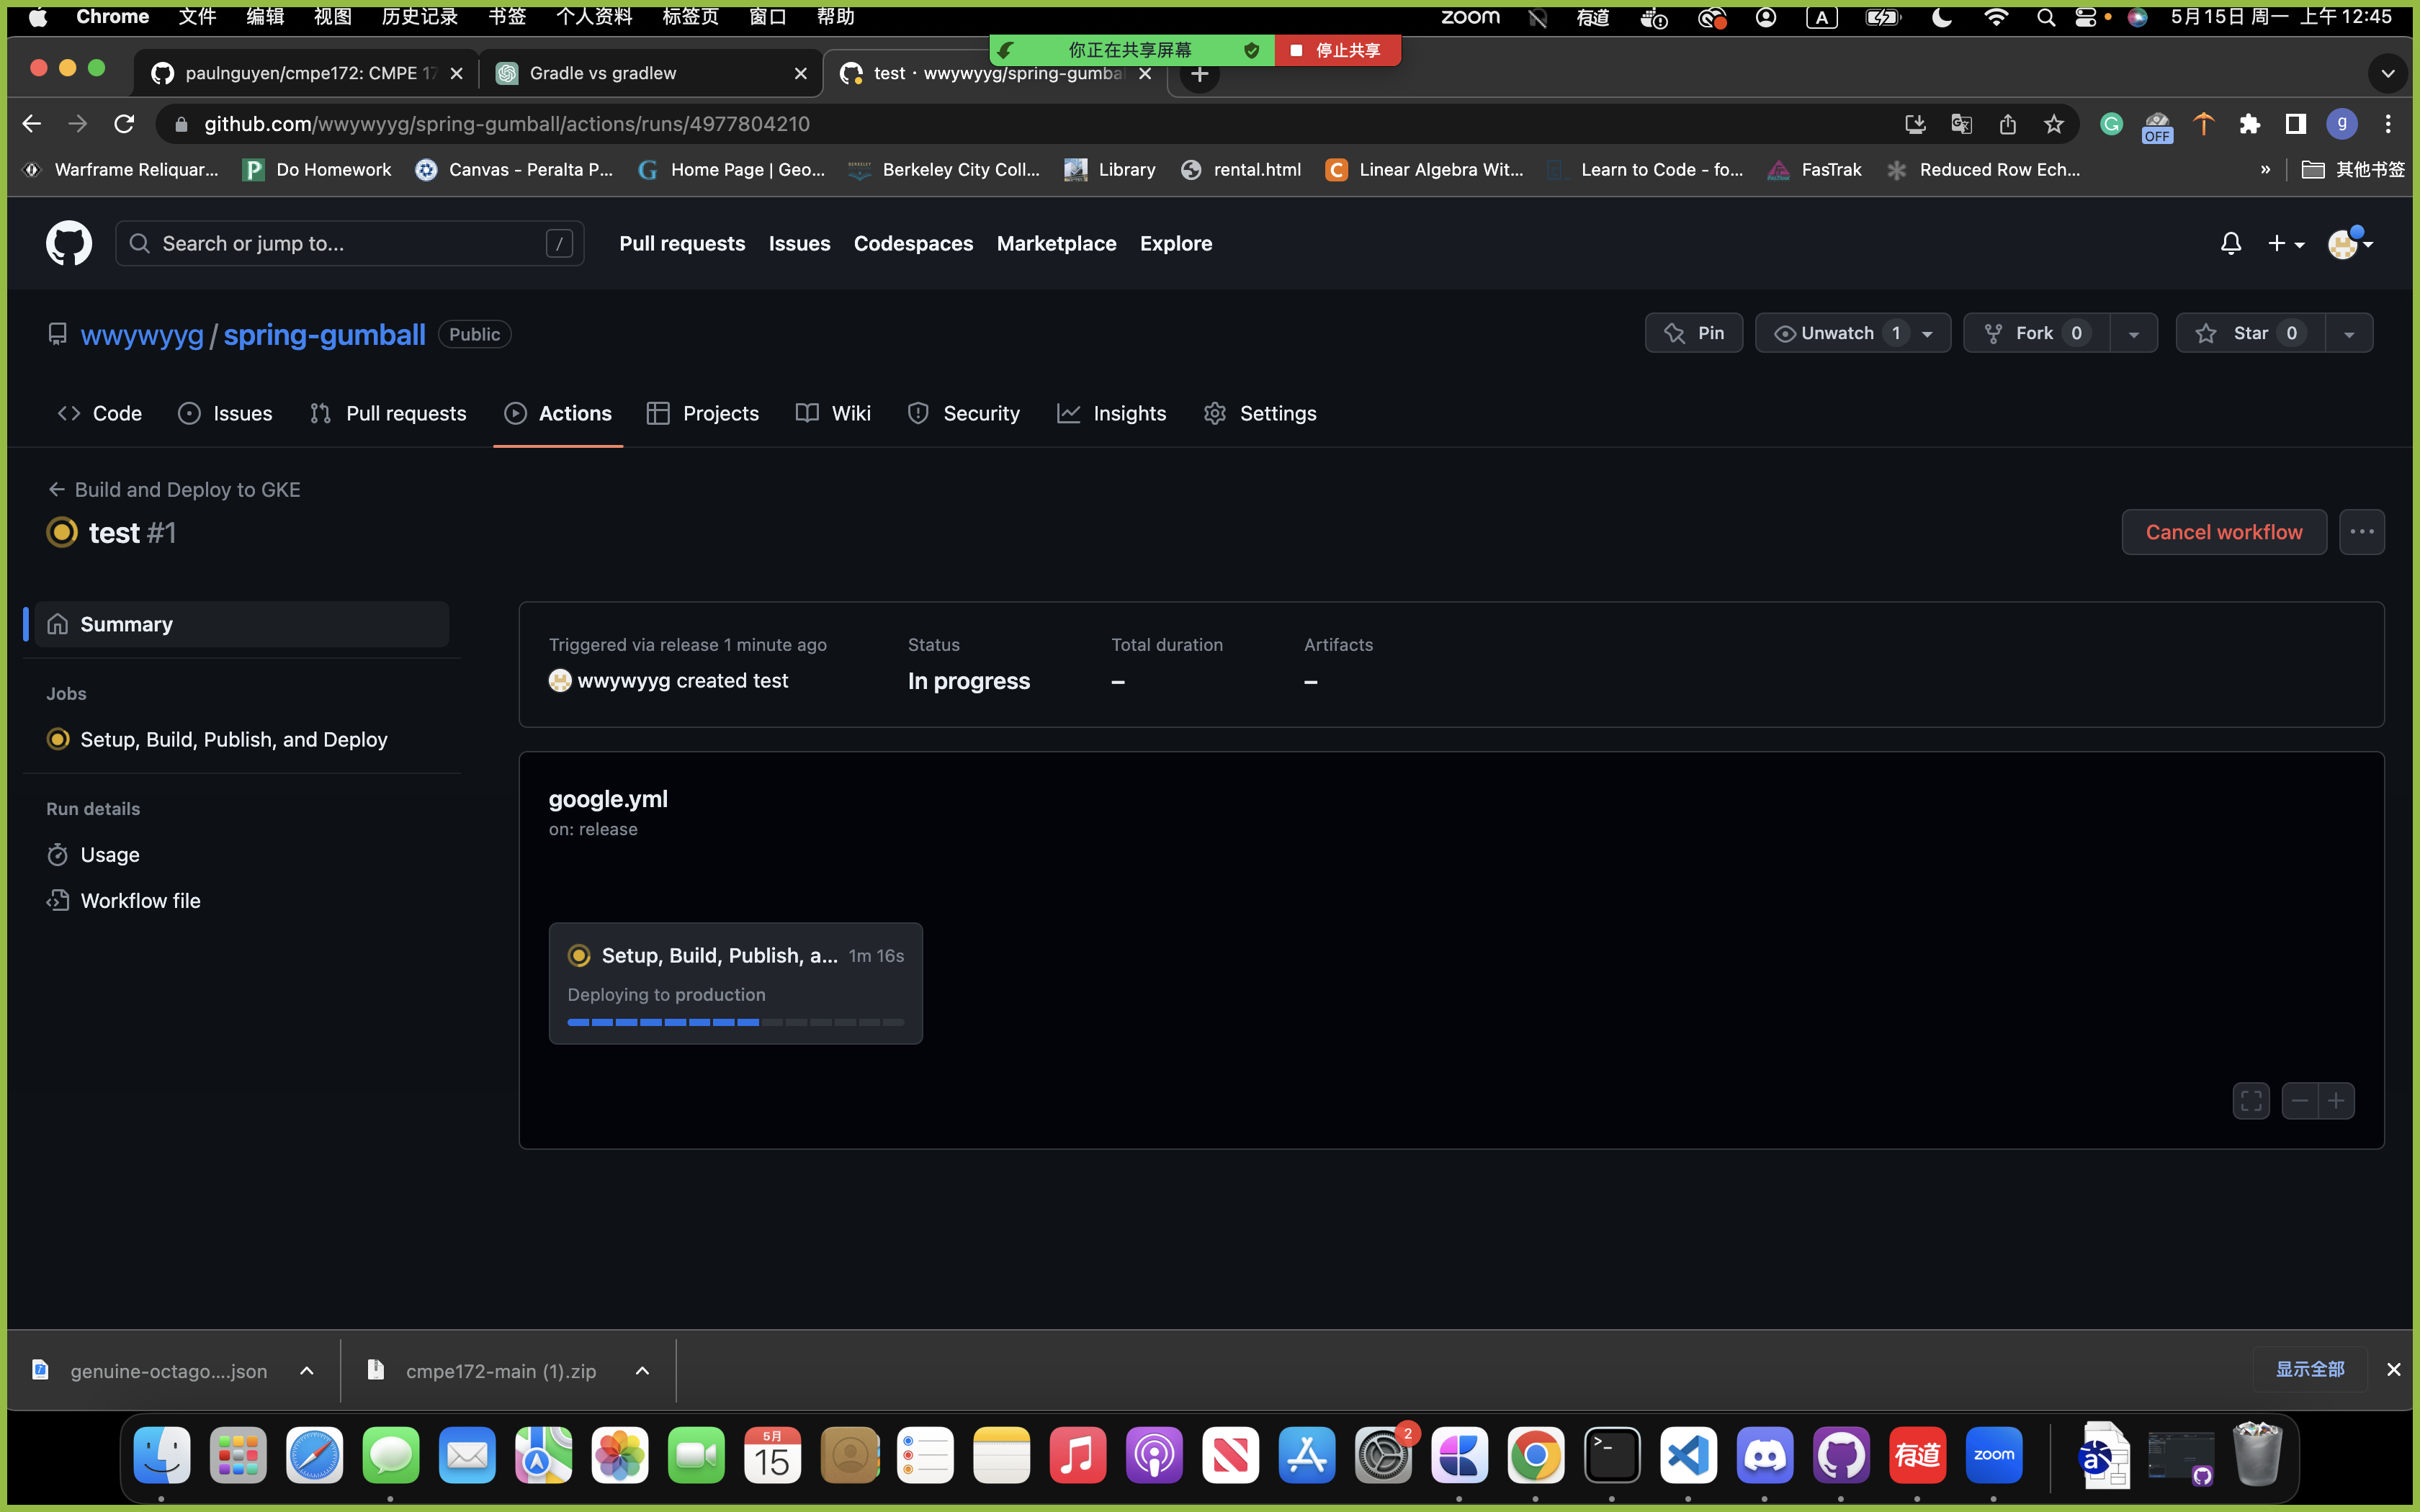 Chrome 文件 编辑 视图 历史记录 书签 个人资料 标签页 窗口 帮助 zoom 有道 A 5月15日 周一 上午 12:45
你正在共享屏幕 停止共享
paulnguyen/cmpe172: CMPE 17 Gradle vs gradlew test · wwywyyg/spring-gumbal
github.com/wwywyyg/spring-gumball/actions/runs/4977804210 OFF g
Warframe Reliquar... Do Homework Canvas - Peralta P... Home Page | Geo... Berkeley City Coll... Library rental.html Linear Algebra Wit... Learn to Code - fo... FasTrak Reduced Row Ech... » 其他书签
Search or jump to... / Pull requests Issues Codespaces Marketplace Explore
wwywyyg / spring-gumball Public Pin Unwatch 1 Fork 0 Star 0
Code Issues Pull requests Actions Projects Wiki Security Insights Settings
Build and Deploy to GKE
test #1 Cancel workflow ...
Summary
Jobs
Setup, Build, Publish, and Deploy
Run details
Usage
Workflow file
Triggered via release 1 minute ago Status Total duration Artifacts
wwywyyg created test In progress – –
google.yml
on: release
Setup, Build, Publish, a... 1m 16s
Deploying to production
genuine-octago....json cmpe172-main (1).zip 显示全部
5月
15
2
有道
zoom